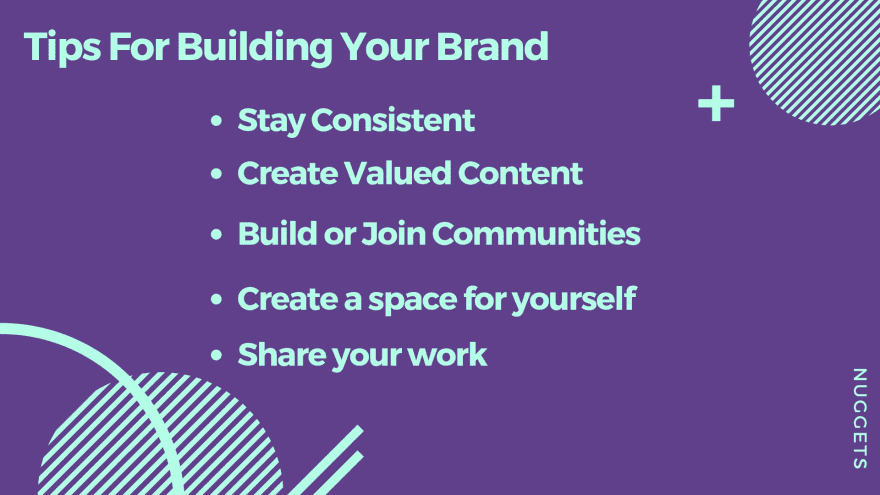 Tips For Building Your Brand
• Stay Consistent
• Create Valued Content
• Build or Join Communities
• Create a space for yourself
• Share your work
NUGGETS